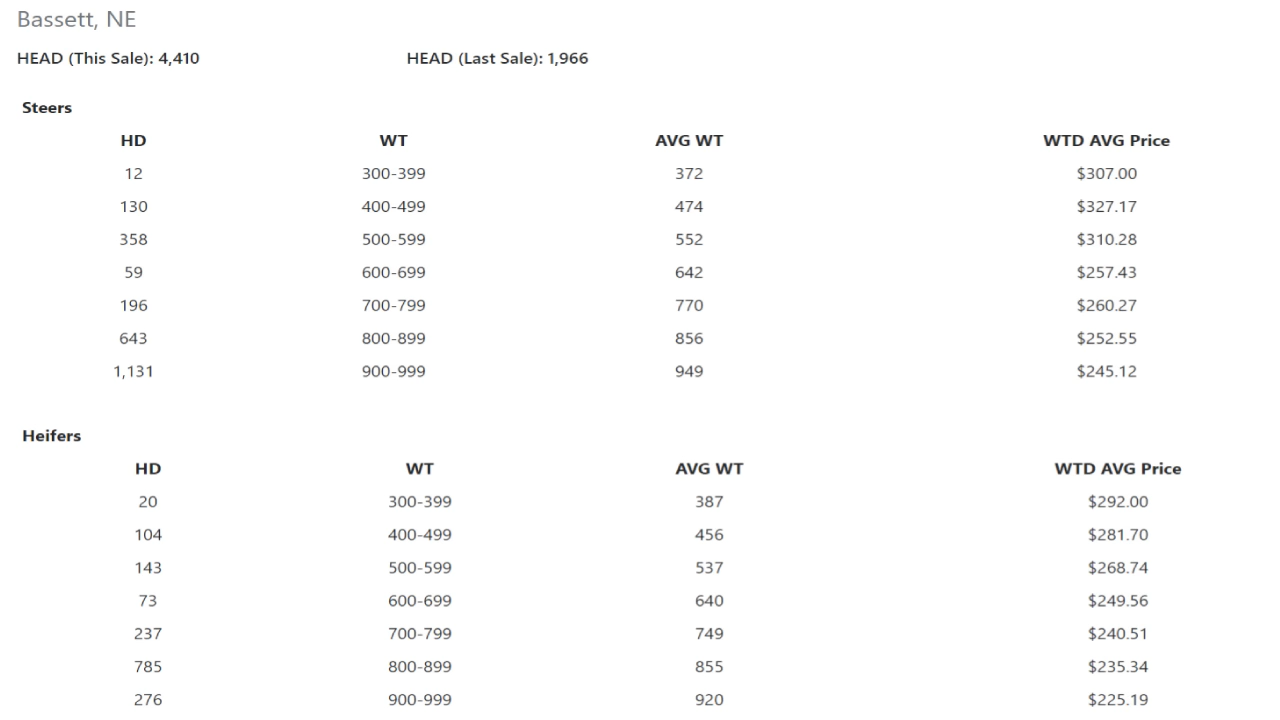 Bassett, NE
HEAD (This Sale): 4,410 HEAD (Last Sale): 1,966
Steers
HD WT AVG WT WTD AVG Price
12 300-399 372 $307.00
130 400-499 474 $327.17
358 500-599 552 $310.28
59 600-699 642 $257.43
196 700-799 770 $260.27
643 800-899 856 $252.55
1,131 900-999 949 $245.12
Heifers
HD WT AVG WT WTD AVG Price
20 300-399 387 $292.00
104 400-499 456 $281.70
143 500-599 537 $268.74
73 600-699 640 $249.56
237 700-799 749 $240.51
785 800-899 855 $235.34
276 900-999 920 $225.19